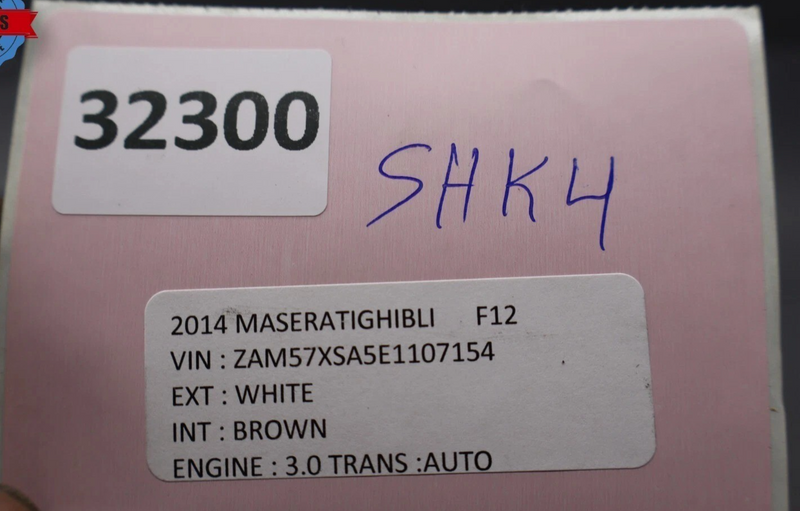 32300
SHK4
2014 MASERATIGHIBLI F12
VIN : ZAM57XSA5E1107154
EXT : WHITE
INT : BROWN
ENGINE : 3.0 TRANS :AUTO